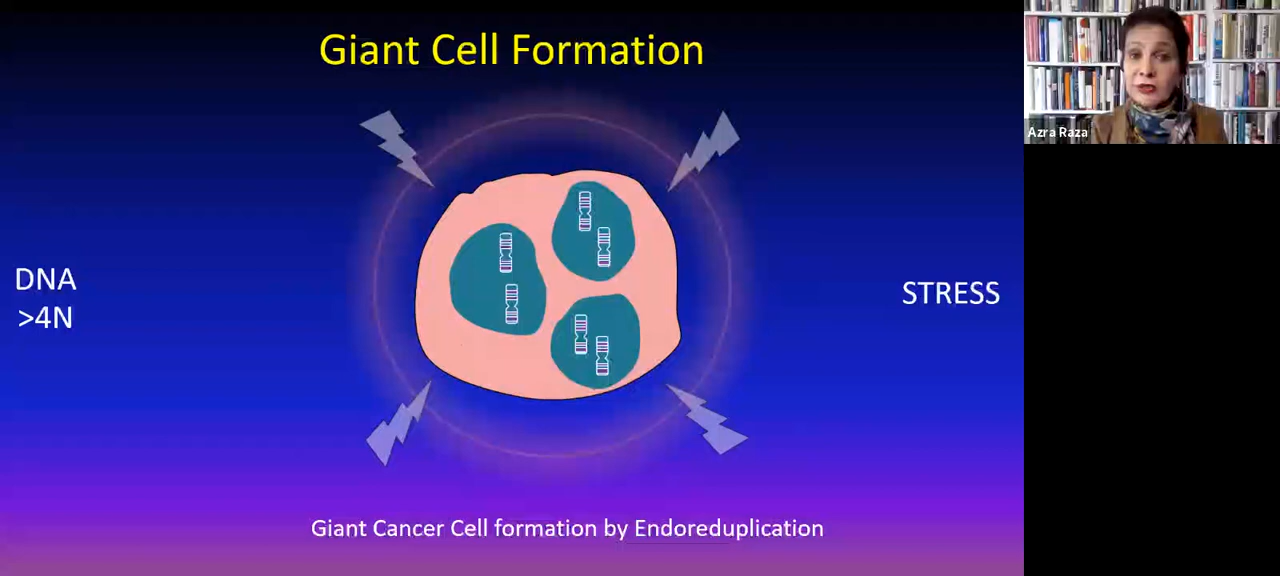 Giant Cell Formation
DNA
>4N
STRESS
Giant Cancer Cell formation by Endoreduplication
Azra Raza